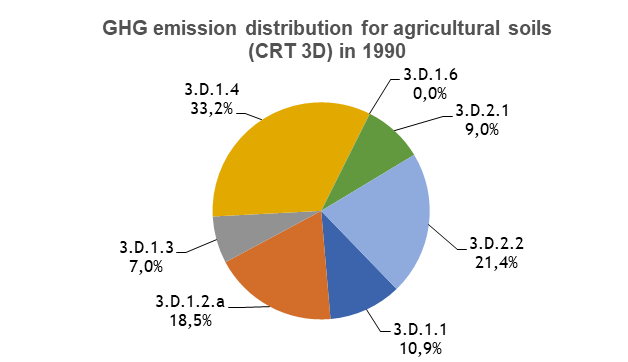 GHG emission distribution for agricultural soils
(CRT 3D) in 1990
3.D.1.6
0,0%
3.D.1.4
33,2%
3.D.2.1
9,0%
3.D.2.2
21,4%
3.D.1.3
7,0%
3.D.1.2.a
18,5%
3.D.1.1
10,9%